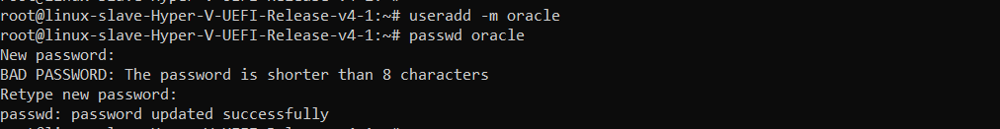 root@linux-slave-Hyper-V-UEFI-Release-v4-1:~# useradd -m oracle
root@linux-slave-Hyper-V-UEFI-Release-v4-1:~# passwd oracle
New password:
BAD PASSWORD: The password is shorter than 8 characters
Retype new password:
passwd: password updated successfully